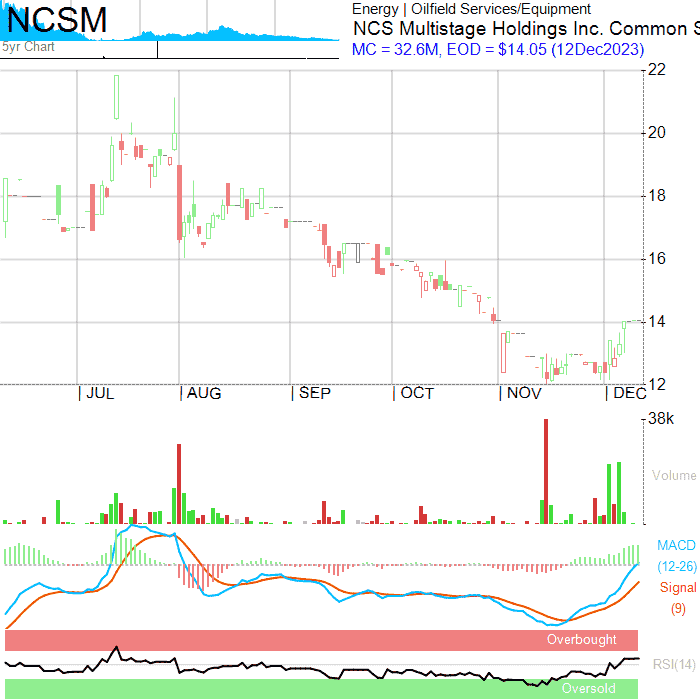 NCSM
5yr Chart
Energy | Oilfield Services/Equipment
NCS Multistage Holdings Inc. Common S
MC = 32.6M, EOD = $14.05 (12Dec2023)
22
20
18
16
14
12
JUL AUG SEP OCT NOV DEC
38k
Volume
MACD
(12-26)
Signal
(9)
Overbought
RSI(14)
Oversold